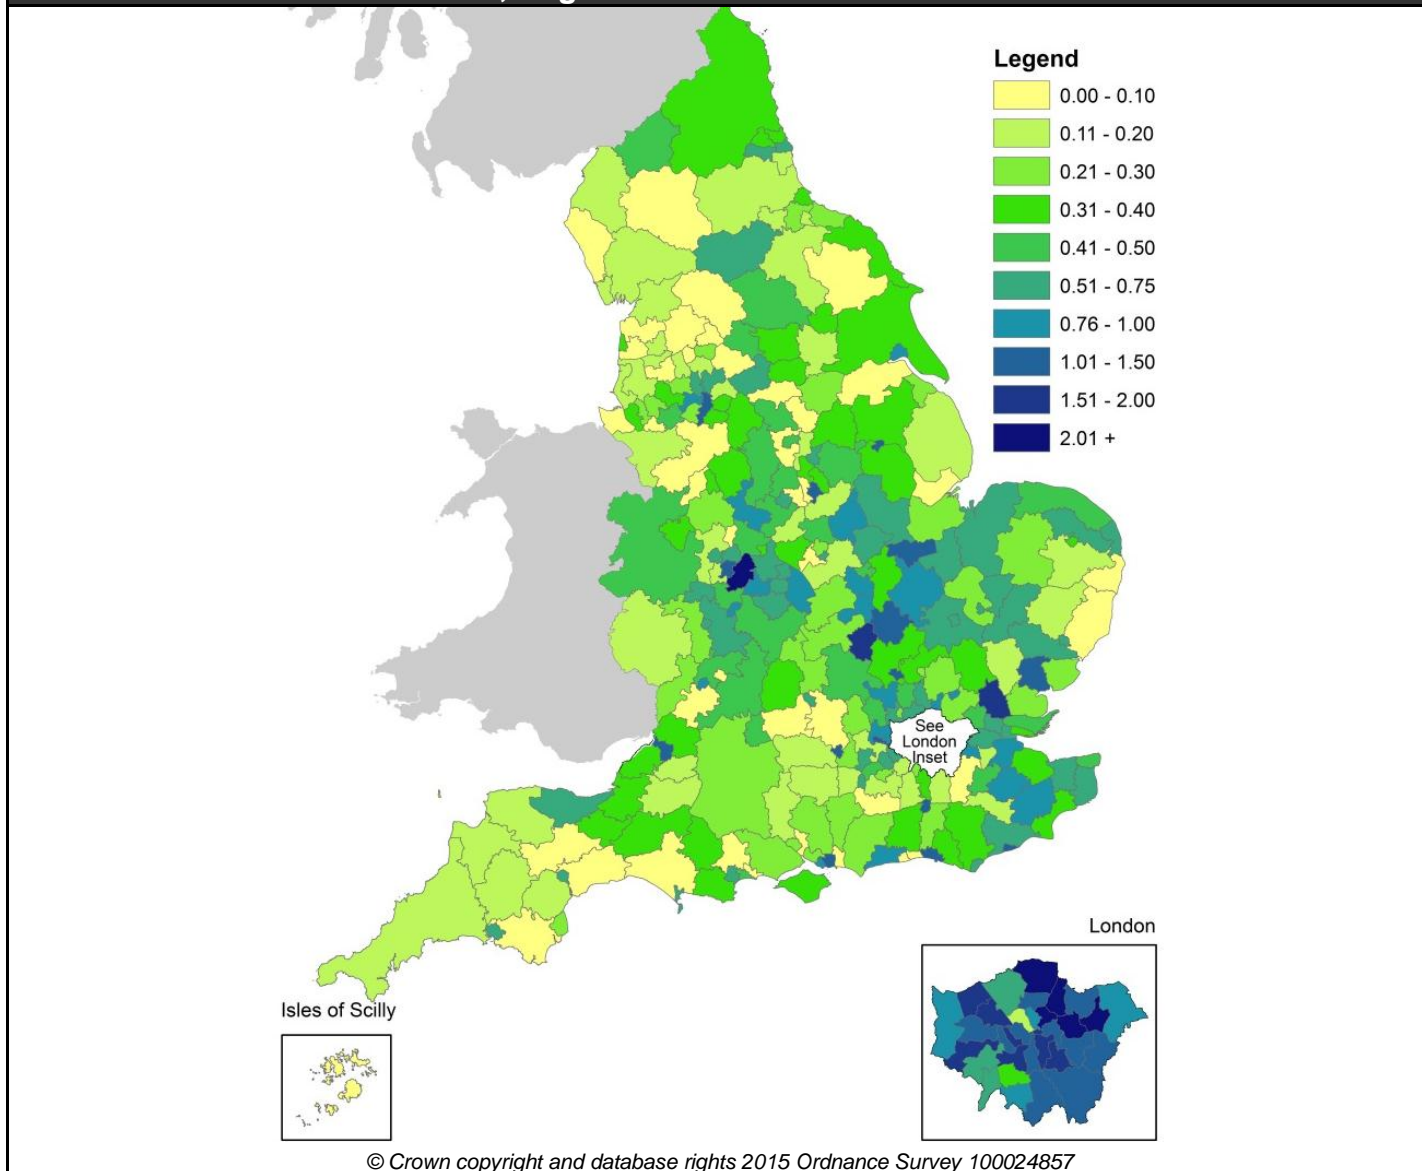 Legend
0.00 - 0.10
0.11 - 0.20
0.21 - 0.30
0.31 - 0.40
0.41 - 0.50
0.51 - 0.75
0.76 - 1.00
1.01 - 1.50
1.51 - 2.00
2.01 +
See
London
Inset
London
Isles of Scilly
© Crown copyright and database rights 2015 Ordnance Survey 100024857